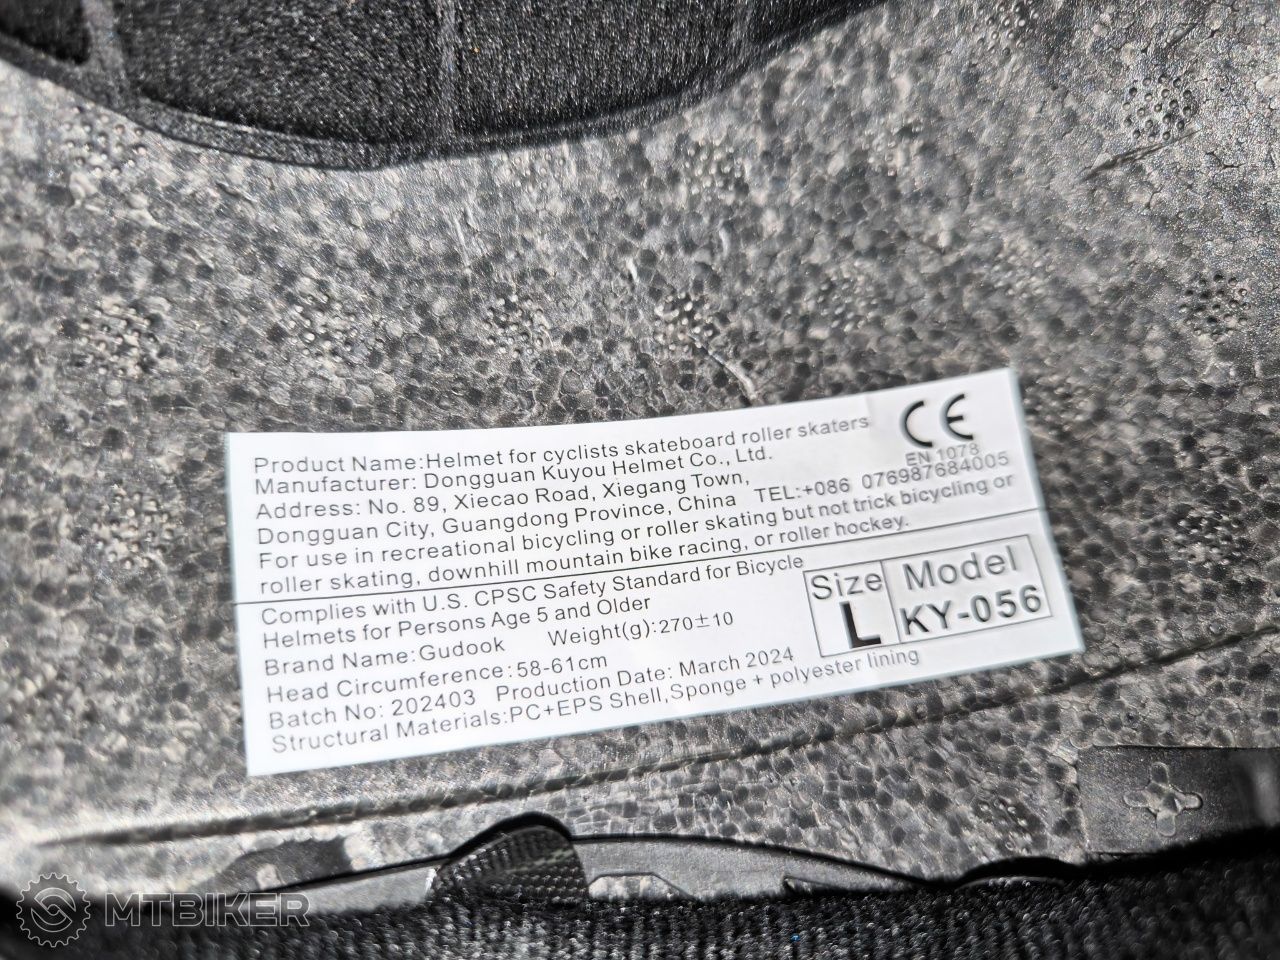 Product Name:Helmet for cyclists skateboard roller skaters
Manufacturer: Dongguan Kuyou Helmet Co., Ltd.
Address: No. 89, Xiecao Road, Xiegang Town,
Dongguan City, Guangdong Province, China TEL:+086 076987684005
CE
EN 1078
For use in recreational bicycling or roller skating but not trick bicycling or
roller skating, downhill mountain bike racing, or roller hockey.
Complies with U.S. CPSC Safety Standard for Bicycle
Helmets for Persons Age 5 and Older
Brand Name:Gudook Weight(g):270±10
Head Circumference:58-61cm
Batch No: 202403 Production Date: March 2024
Structural Materials:PC+EPS Shell,Sponge + polyester lining
Size
L
Model
KY-056
MTBIKER